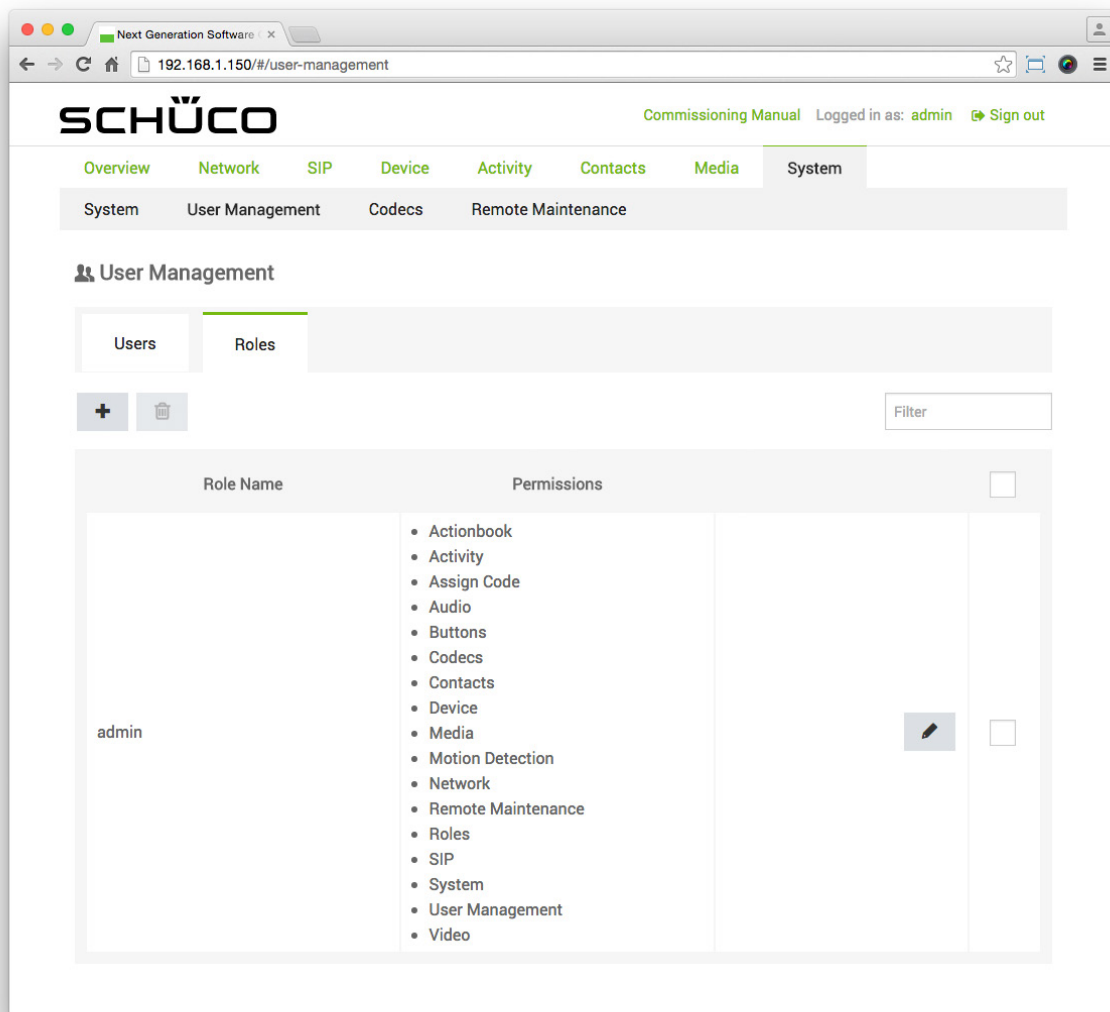 Next Generation Software
192.168.1.150/#/user-management
SCHÜCO
Commissioning Manual Logged in as: admin Sign out
Overview Network SIP Device Activity Contacts Media System
System User Management Codecs Remote Maintenance
User Management
Users Roles
Filter
Role Name Permissions
Actionbook
Activity
Assign Code
Audio
Buttons
Codecs
Contacts
Device
admin
Media
Motion Detection
Network
Remote Maintenance
Roles
SIP
System
User Management
Video